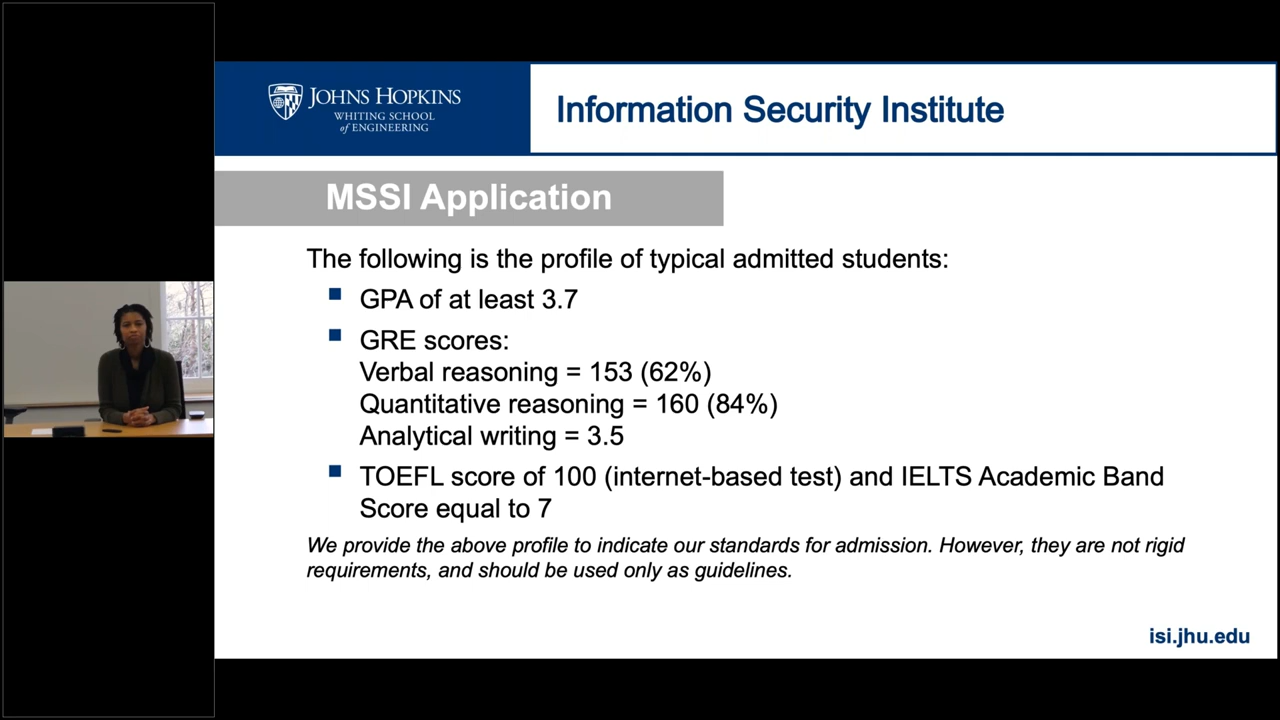 JOHNS HOPKINS
WHITING SCHOOL
of ENGINEERING
Information Security Institute
MSSI Application
The following is the profile of typical admitted students:
GPA of at least 3.7
GRE scores:
Verbal reasoning = 153 (62%)
Quantitative reasoning = 160 (84%)
Analytical writing = 3.5
TOEFL score of 100 (internet-based test) and IELTS Academic Band
Score equal to 7
We provide the above profile to indicate our standards for admission. However, they are not rigid
requirements, and should be used only as guidelines.
isi.jhu.edu